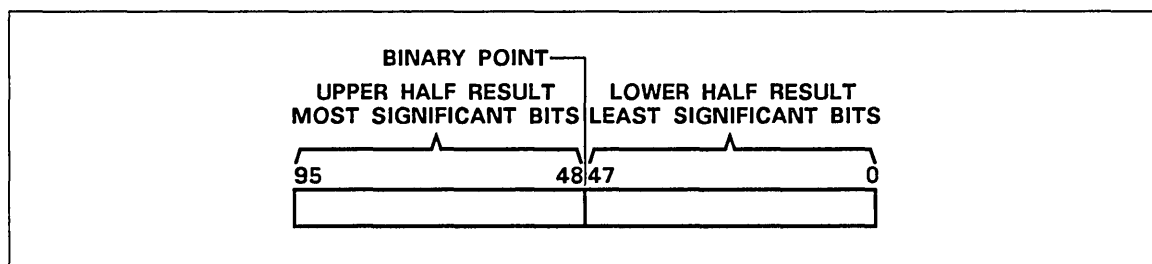 BINARY POINT
UPPER HALF RESULT LOWER HALF RESULT
MOST SIGNIFICANT BITS LEAST SIGNIFICANT BITS
95 48 47 0